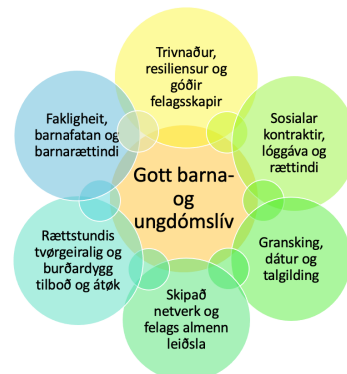 Trivnaður,
resiliensur og
góðir
felagsskapir
Sosialar
kontraktir,
lóggáva og
rættindi
Gransking,
dátur og
talgilding
Skipað
netverk og
felags almenn
leiðsla
Rættstundis
tvørgeiralig og
burðardygg
tilboð og átøk
Fakligheit,
barnafatan og
barnarættindi
Gott barna-
og
ungdómslív